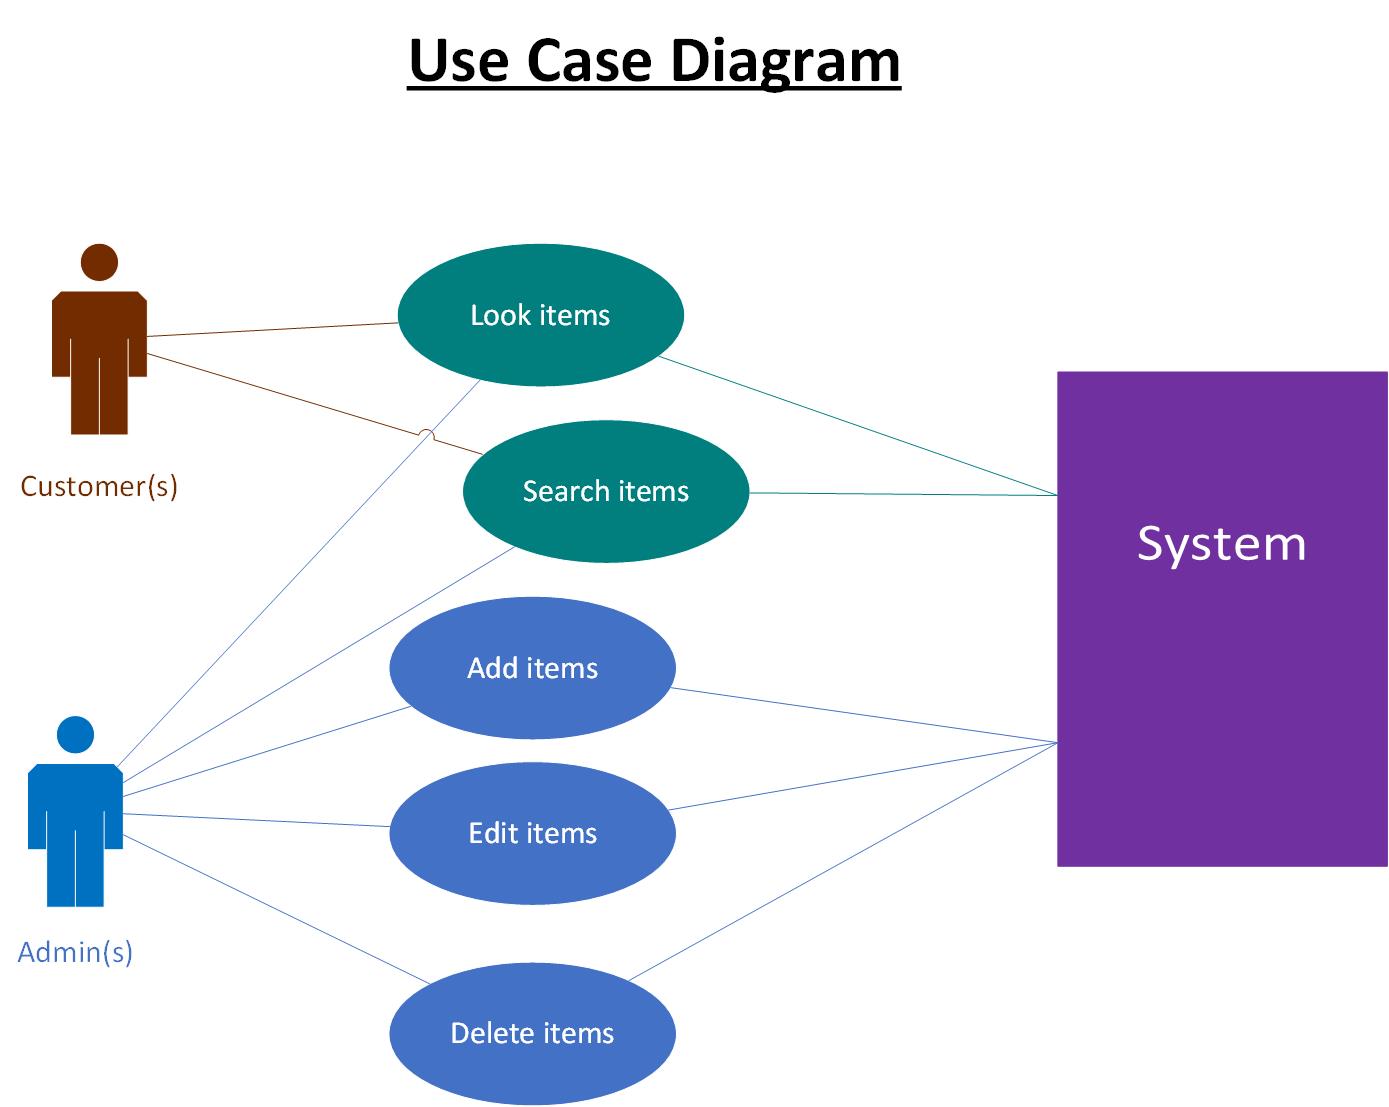 Use Case Diagram
Look items
Customer(s)
Search items
System
Add items
Edit items
Admin(s)
Delete items